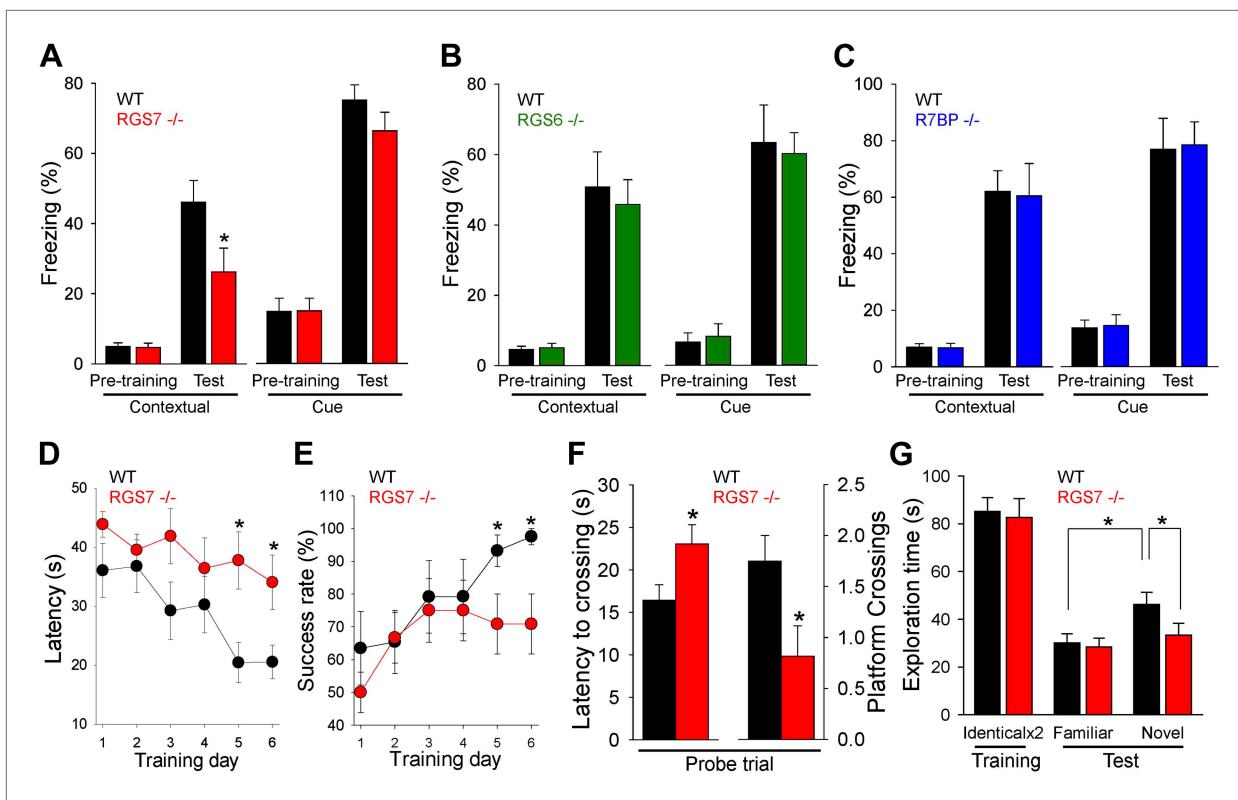 A
WT
RGS7 -/-
Freezing (%)
80
60
40
20
0
*
Pre-training Test Pre-training Test
Contextual Cue
B
WT
RGS6 -/-
Freezing (%)
80
60
40
20
0
Pre-training Test Pre-training Test
Contextual Cue
C
WT
R7BP -/-
Freezing (%)
100
80
60
40
20
0
Pre-training Test Pre-training Test
Contextual Cue
D
WT
RGS7 -/-
Latency (s)
50
40
30
20
10
* *
1 2 3 4 5 6
Training day
E
WT
RGS7 -/-
Success rate (%)
110
100
90
80
70
60
50
40
* *
1 2 3 4 5 6
Training day
F
WT
RGS7 -/-
Latency to crossing (s)
30
25
20
15
10
5
0
*
*
2.5
2.0
1.5
1.0
0.5
0.0
Platform Crossings
Probe trial
G
WT
RGS7 -/-
Exploration time (s)
100
80
60
40
20
0
* *
Identicalx2 Familiar Novel
Training Test